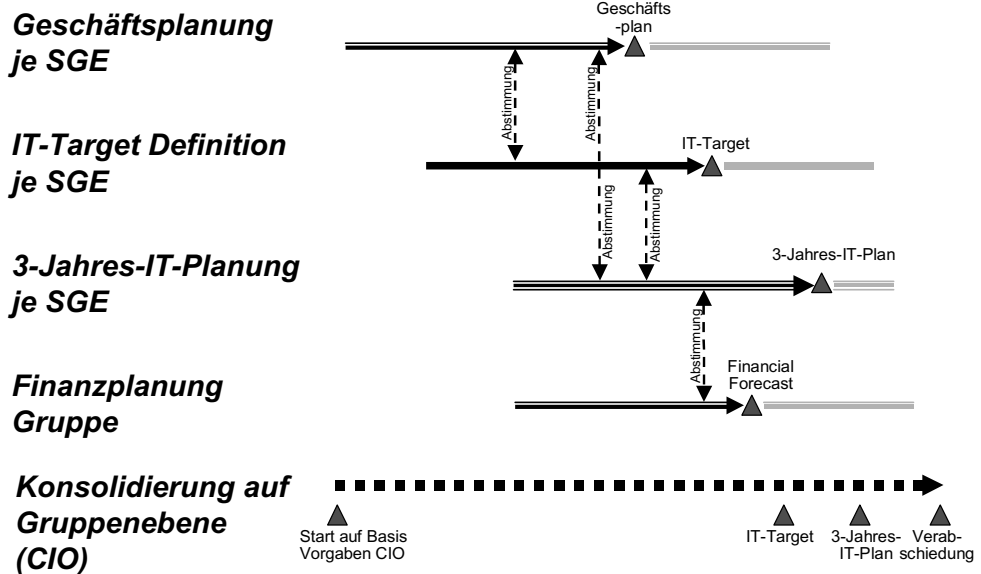 Geschäftsplanung
je SGE
Geschäfts
-plan
Abstimmung
Abstimmung
IT-Target Definition
je SGE
IT-Target
Abstimmung
Abstimmung
3-Jahres-IT-Planung
je SGE
3-Jahres-IT-Plan
Abstimmung
Finanzplanung
Gruppe
Financial
Forecast
Konsolidierung auf
Gruppenebene
(CIO)
Start auf Basis
Vorgaben CIO
IT-Target
3-Jahres-
IT-Plan
Verab-
schiedung